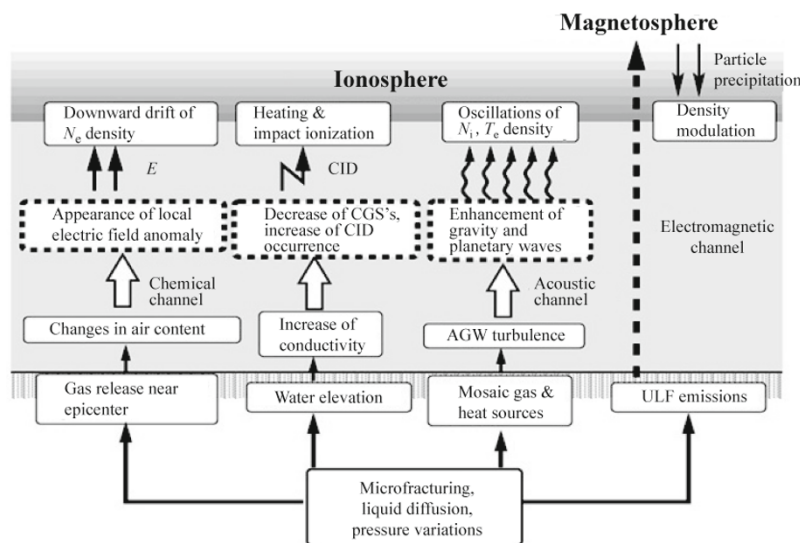 Magnetosphere
Particle
precipitation
Ionosphere
Downward drift of
Ne density
Heating &
impact ionization
Oscillations of
Ni, Te density
Density
modulation
E
CID
Appearance of local
electric field anomaly
Decrease of CGS's,
increase of CID
occurrence
Enhancement of
gravity and
planetary waves
Electromagnetic
channel
Chemical
channel
Acoustic
channel
Changes in air content
Increase of
conductivity
AGW turbulence
Gas release near
epicenter
Water elevation
Mosaic gas &
heat sources
ULF emissions
Microfracturing,
liquid diffusion,
pressure variations